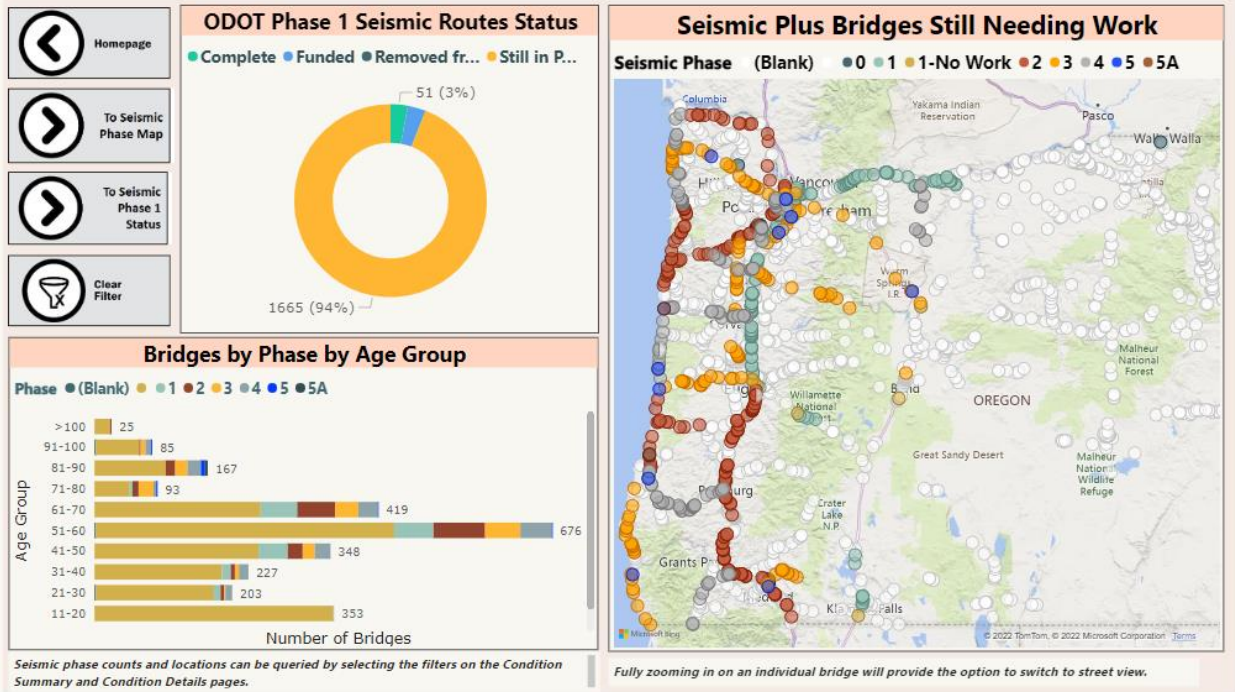 Homepage
To Seismic
Phase Map
To Seismic
Phase 1
Status
Clear
Filter
ODOT Phase 1 Seismic Routes Status
Complete Funded Removed fr... Still in P...
51 (3%)
1665 (94%)
Bridges by Phase by Age Group
Phase (Blank) 1 2 3 4 5 5A
Age Group
>100 25
91-100 85
81-90 167
71-80 93
61-70 419
51-60 676
41-50 348
31-40 227
21-30 203
11-20 353
Number of Bridges
Seismic phase counts and locations can be queried by selecting the filters on the Condition
Summary and Condition Details pages.
Seismic Plus Bridges Still Needing Work
Seismic Phase (Blank) 0 1 1-No Work 2 3 4 5 5A
Columbia
Yakama Indian
Reservation
Pasco
Walla
Vancou
Warm
I.R.
Malheur
National
Forest
Willamette
National
OREGON
Great Sandy Desert
Malheur
National
Wildlife
Refuge
Crater
Lake
N.P.
Grants P
Falls
Microsoft Bing
© 2022 TomTom, © 2022 Microsoft Corporation Terms
Fully zooming in on an individual bridge will provide the option to switch to street view.